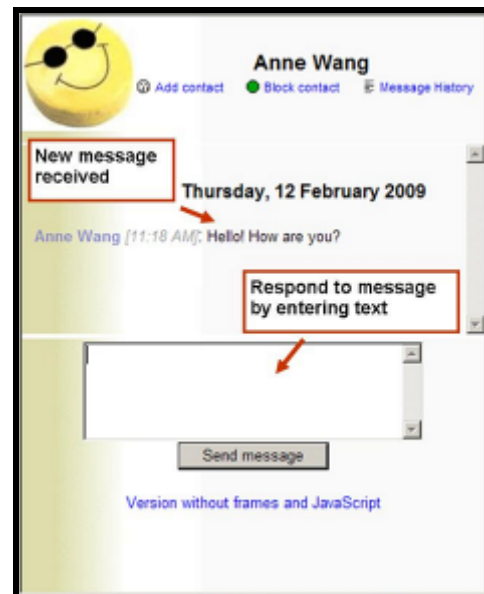 Anne Wang
Add contact Block contact Message History
New message
received
Thursday, 12 February 2009
Anne Wang [11:18 AM]: Hello! How are you?
Respond to message
by entering text
Send message
Version without frames and JavaScript